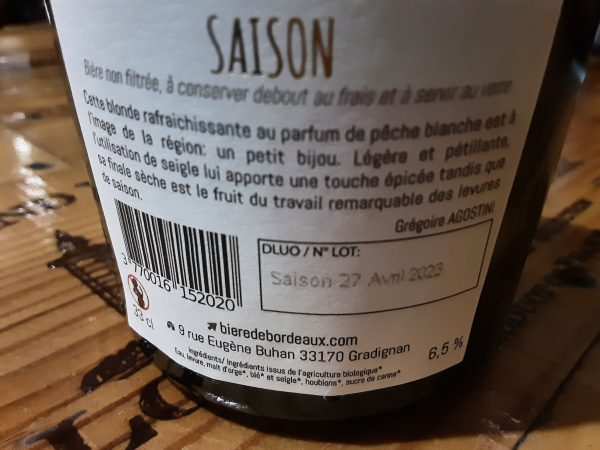 SAISON
Bière non filtrée, à conserver debout au frais et à servir au verre
Cette blonde rafraichissante au parfum de pêche blanche est à
l'image de la région: un petit bijou. Légère et pétillante,
l'utilisation de seigle lui apporte une touche épicée tandis que
sa finale sèche est le fruit du travail remarquable des levures
de saison.
Grégoire AGOSTINI
DLUO / N° LOT:
Saison 27 Avril 2023
3 770016 152020
33 cl
bieredebordeaux.com
9 rue Eugène Buhan 33170 Gradignan
6,5 %
Ingrédients/ Ingrédients issus de l'agriculture biologique*
Eau, levure, malt d'orge*, blé* et seigle*, houblons*, sucre de canne*